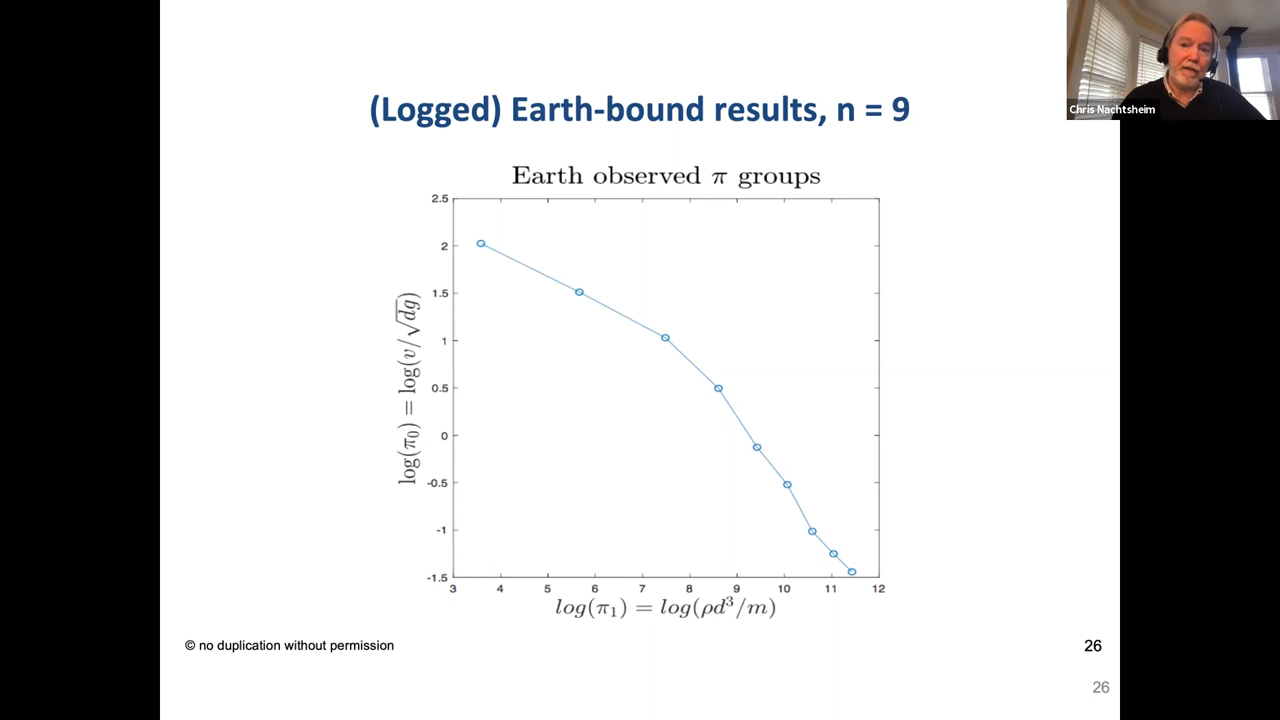 Chris Nachtsheim
(Logged) Earth-bound results, n = 9
Earth observed π groups
2.5
2
1.5
1
0.5
0
-0.5
-1
-1.5
log(π₀) = log(v/√dg)
3 4 5 6 7 8 9 10 11 12
log(π₁) = log(ρd³/m)
© no duplication without permission
26
26